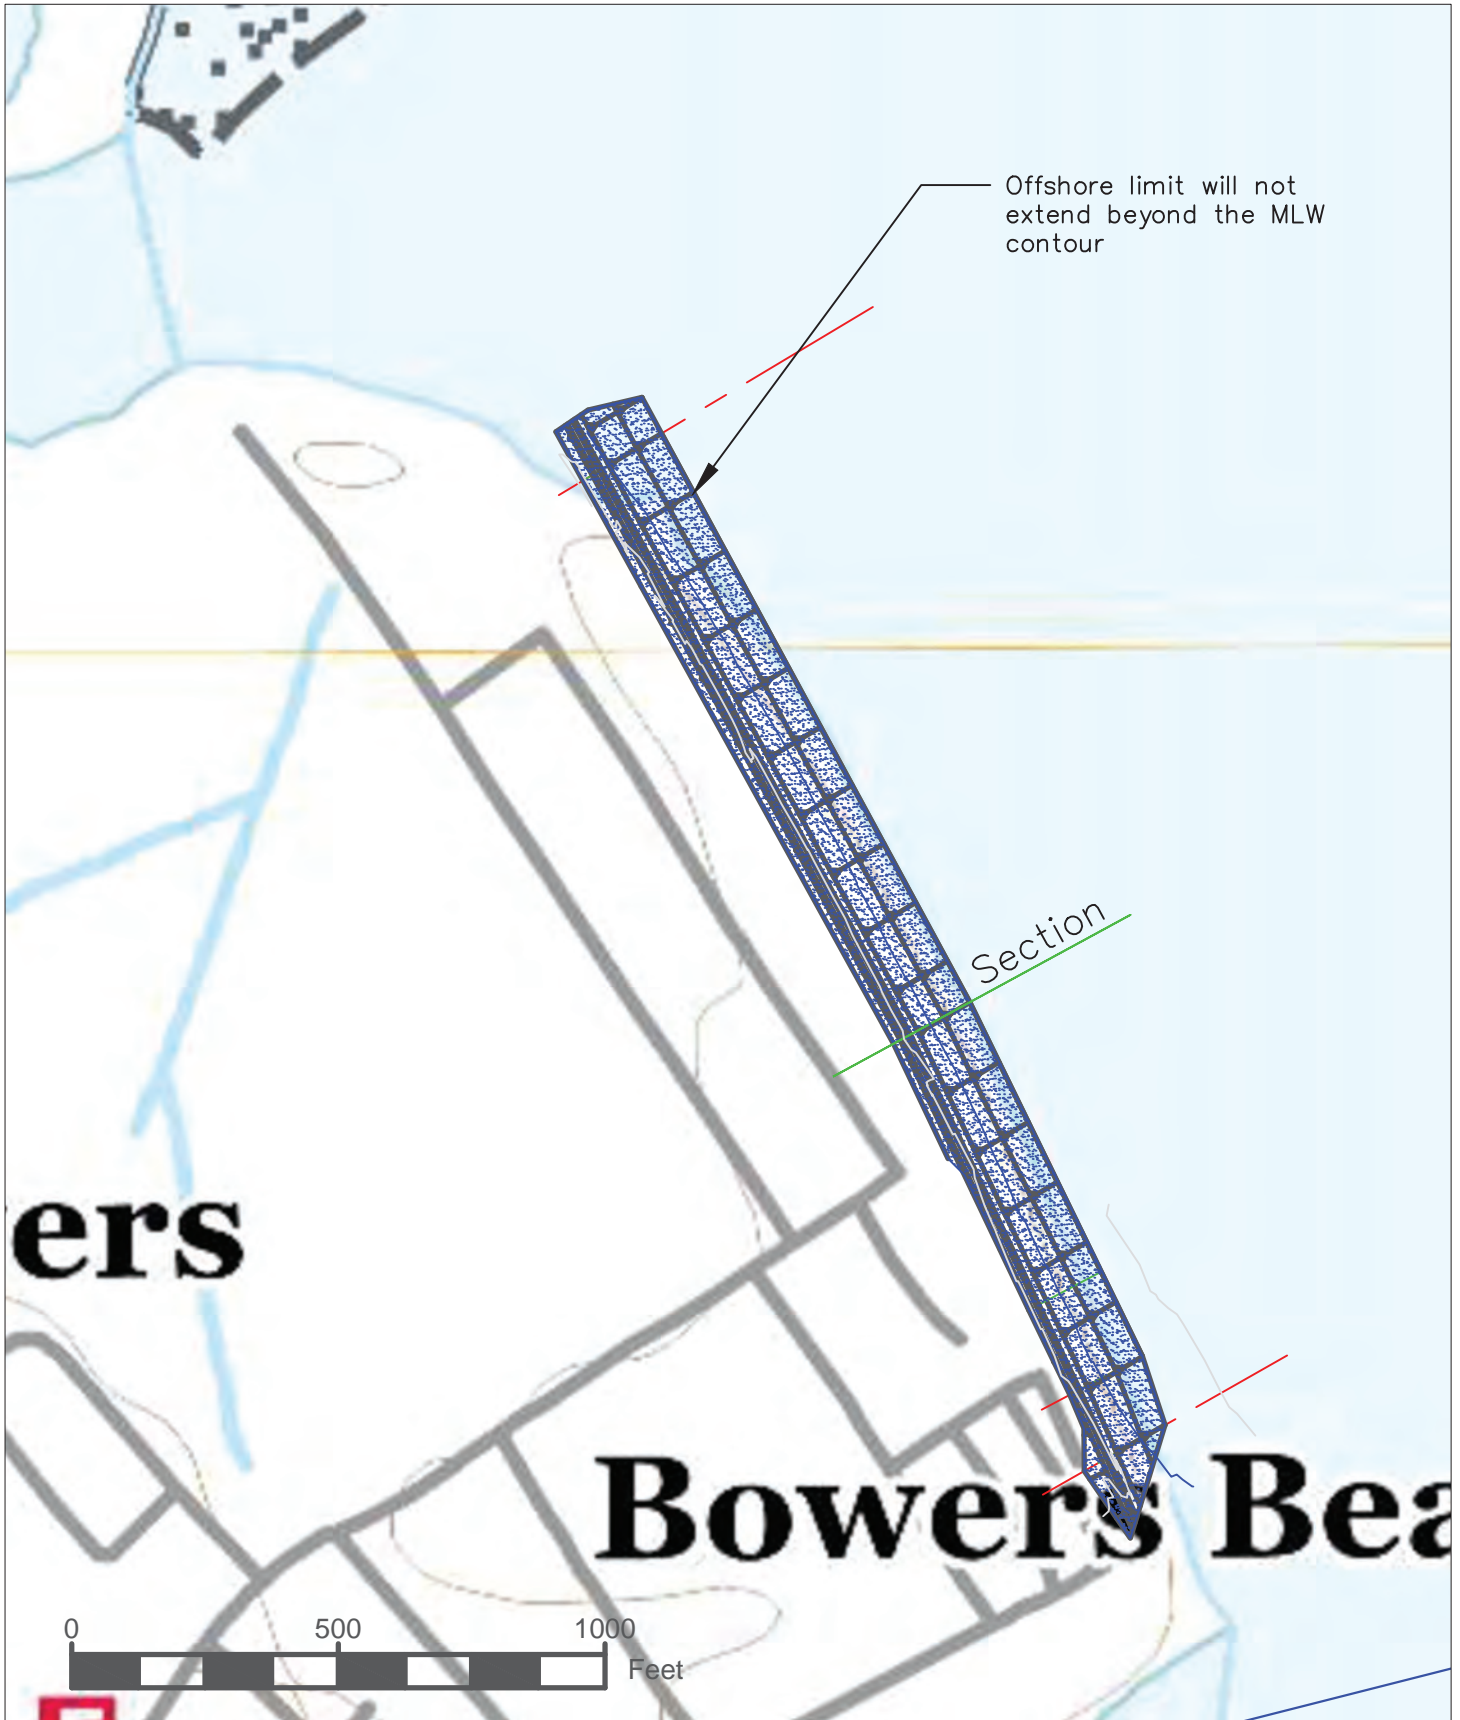 Offshore limit will not
extend beyond the MLW
contour
Section
ers
Bowers Bea
0 500 1000
Feet